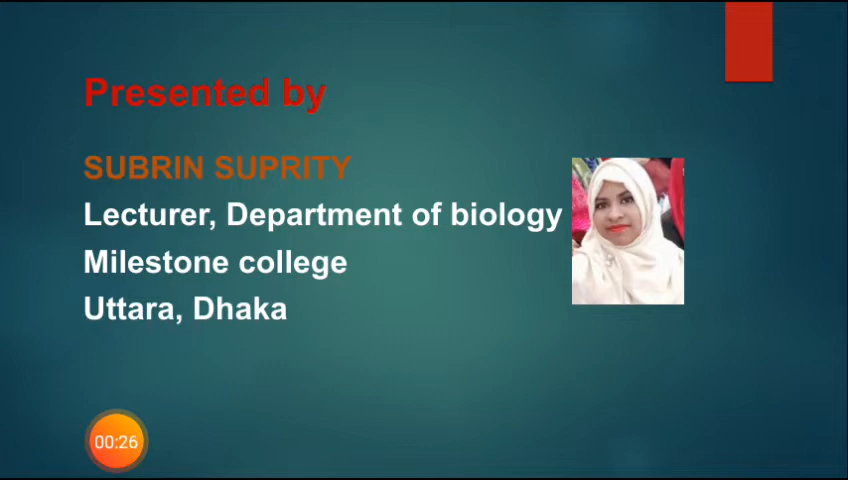 Presented by
SUBRIN SUPRITY
Lecturer, Department of biology
Milestone college
Uttara, Dhaka
00:26